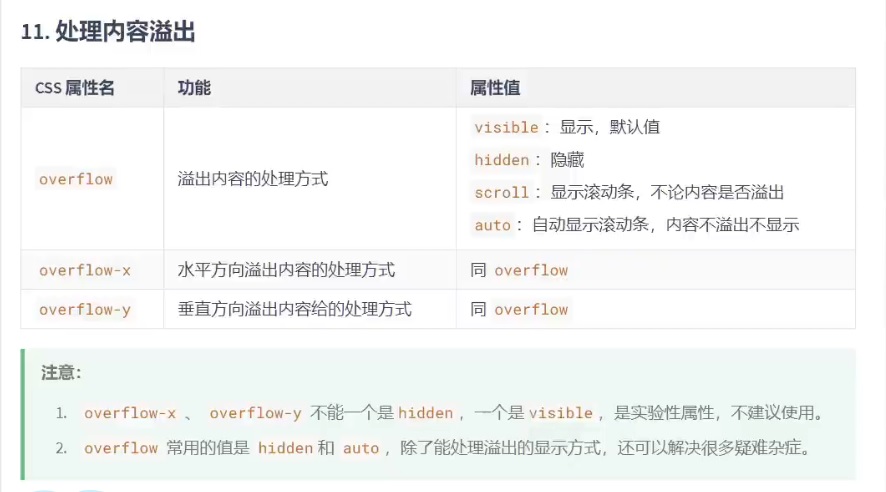 11. 处理内容溢出
CSS 属性名 功能 属性值
overflow 溢出内容的处理方式
visible：显示，默认值
hidden：隐藏
scroll：显示滚动条，不论内容是否溢出
auto：自动显示滚动条，内容不溢出不显示
overflow-x 水平方向溢出内容的处理方式 同 overflow
overflow-y 垂直方向溢出内容给的处理方式 同 overflow
注意：
1. overflow-x 、 overflow-y 不能一个是 hidden ，一个是 visible ，是实验性属性，不建议使用。
2. overflow 常用的值是 hidden 和 auto ，除了能处理溢出的显示方式，还可以解决很多疑难杂症。